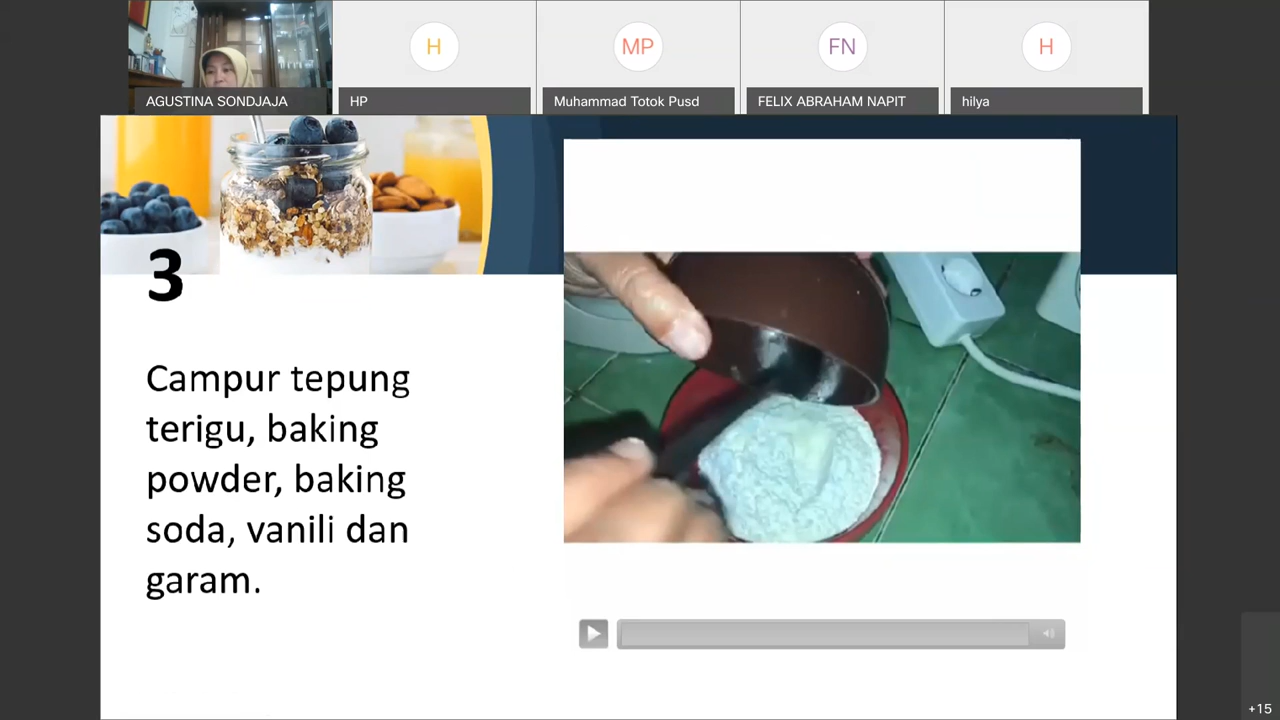 H
MP
FN
H
AGUSTINA SONDJAJA
HP
Muhammad Totok Pusd
FELIX ABRAHAM NAPIT
hilya
3
Campur tepung
terigu, baking
powder, baking
soda, vanili dan
garam.
+15